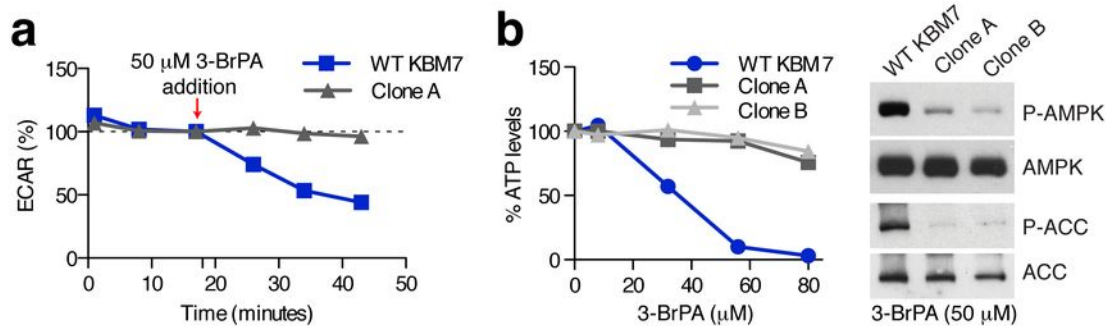 a
150
100
50
0
ECAR (%)
0 10 20 30 40 50
Time (minutes)
50 μM 3-BrPA
addition
WT KBM7
Clone A
b
150
100
50
0
% ATP levels
0 20 40 60 80
3-BrPA (μM)
WT KBM7
Clone A
Clone B
WT KBM7
Clone A
Clone B
P-AMPK
AMPK
P-ACC
ACC
3-BrPA (50 μM)